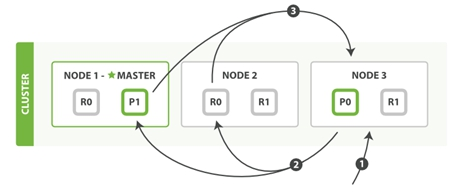 3
NODE 1 - ★MASTER
NODE 2
NODE 3
CLUSTER
R0 P1 R0 R1 P0 R1
2
1